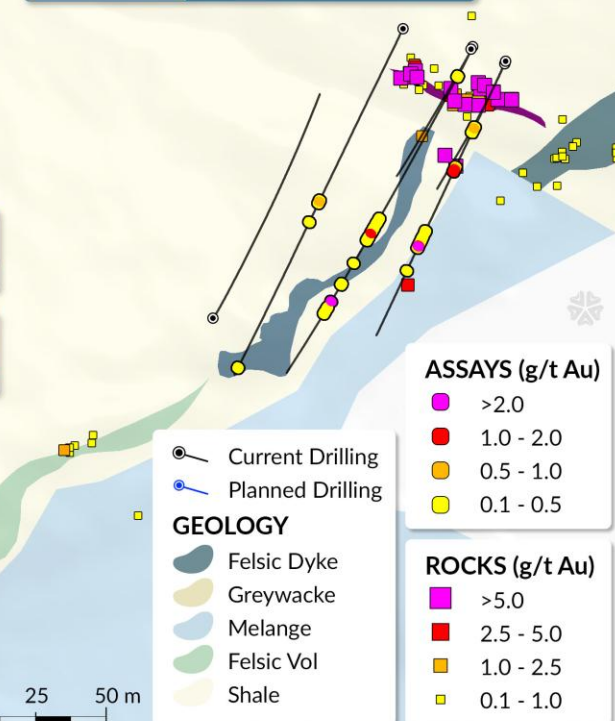 ASSAYS (g/t Au)
>2.0
1.0 - 2.0
0.5 - 1.0
0.1 - 0.5
Current Drilling
Planned Drilling
GEOLOGY
Felsic Dyke
Greywacke
Melange
Felsic Vol
Shale
ROCKS (g/t Au)
>5.0
2.5 - 5.0
1.0 - 2.5
0.1 - 1.0
25 50 m